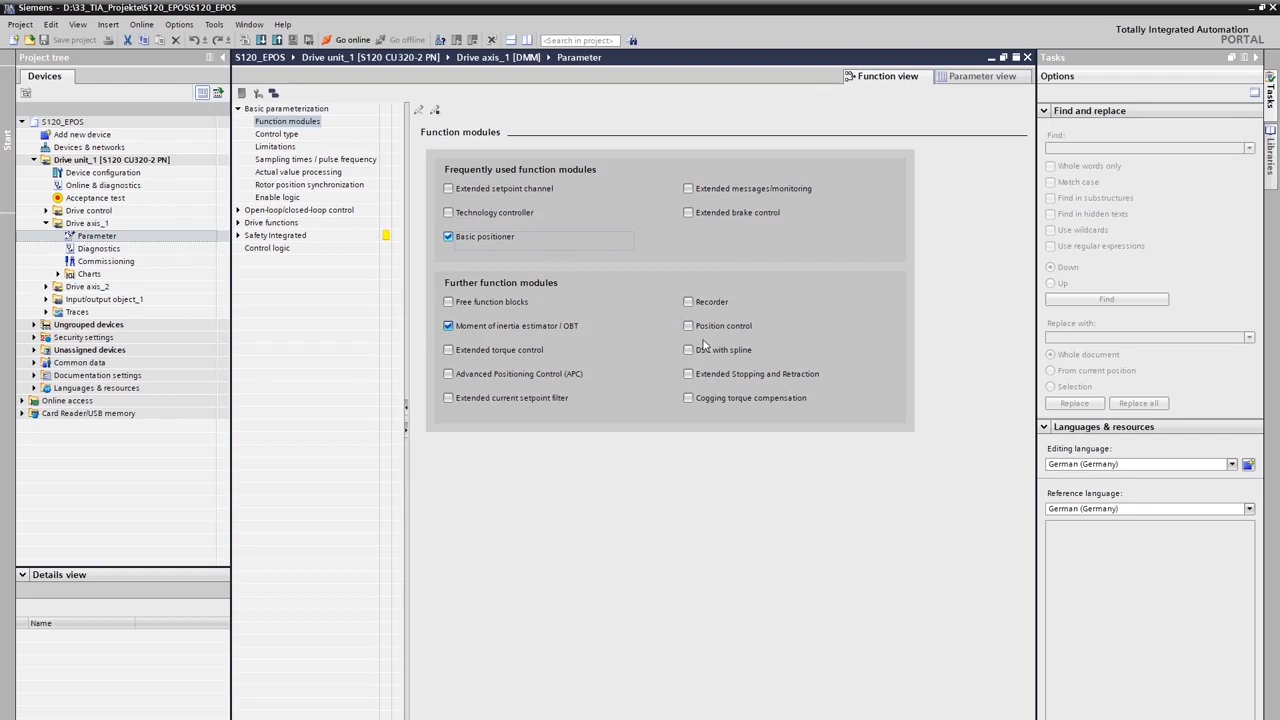 Siemens - D:\33_TIA_Projekte\S120_EPOS\S120_EPOS
Project Edit View Insert Online Options Tools Window Help
Totally Integrated Automation
PORTAL
Save project
Go online
Go offline
<Search in project>
Project tree
S120_EPOS
Drive unit_1 [S120 CU320-2 PN]
Drive axis_1 [DMM]
Parameter
Tasks
Devices
Function view
Parameter view
Options
Start
S120_EPOS
Add new device
Devices & networks
Drive unit_1 [S120 CU320-2 PN]
Device configuration
Online & diagnostics
Acceptance test
Drive control
Drive axis_1
Parameter
Diagnostics
Commissioning
Charts
Drive axis_2
Input/output object_1
Traces
Ungrouped devices
Security settings
Unassigned devices
Common data
Documentation settings
Languages & resources
Online access
Card Reader/USB memory
Details view
Name
Basic parameterization
Function modules
Control type
Limitations
Sampling times / pulse frequency
Actual value processing
Rotor position synchronization
Enable logic
Open-loop/closed-loop control
Drive functions
Safety Integrated
Control logic
Function modules
Frequently used function modules
Extended setpoint channel
Extended messages/monitoring
Technology controller
Extended brake control
Basic positioner
Further function modules
Free function blocks
Recorder
Moment of inertia estimator / OBT
Position control
Extended torque control
DSC with spline
Advanced Positioning Control (APC)
Extended Stopping and Retraction
Extended current setpoint filter
Cogging torque compensation
Find and replace
Find:
Whole words only
Match case
Find in substructures
Find in hidden texts
Use wildcards
Use regular expressions
Down
Up
Find
Replace with:
Whole document
From current position
Selection
Replace
Replace all
Languages & resources
Editing language:
German (Germany)
Reference language:
German (Germany)
Tasks
Libraries